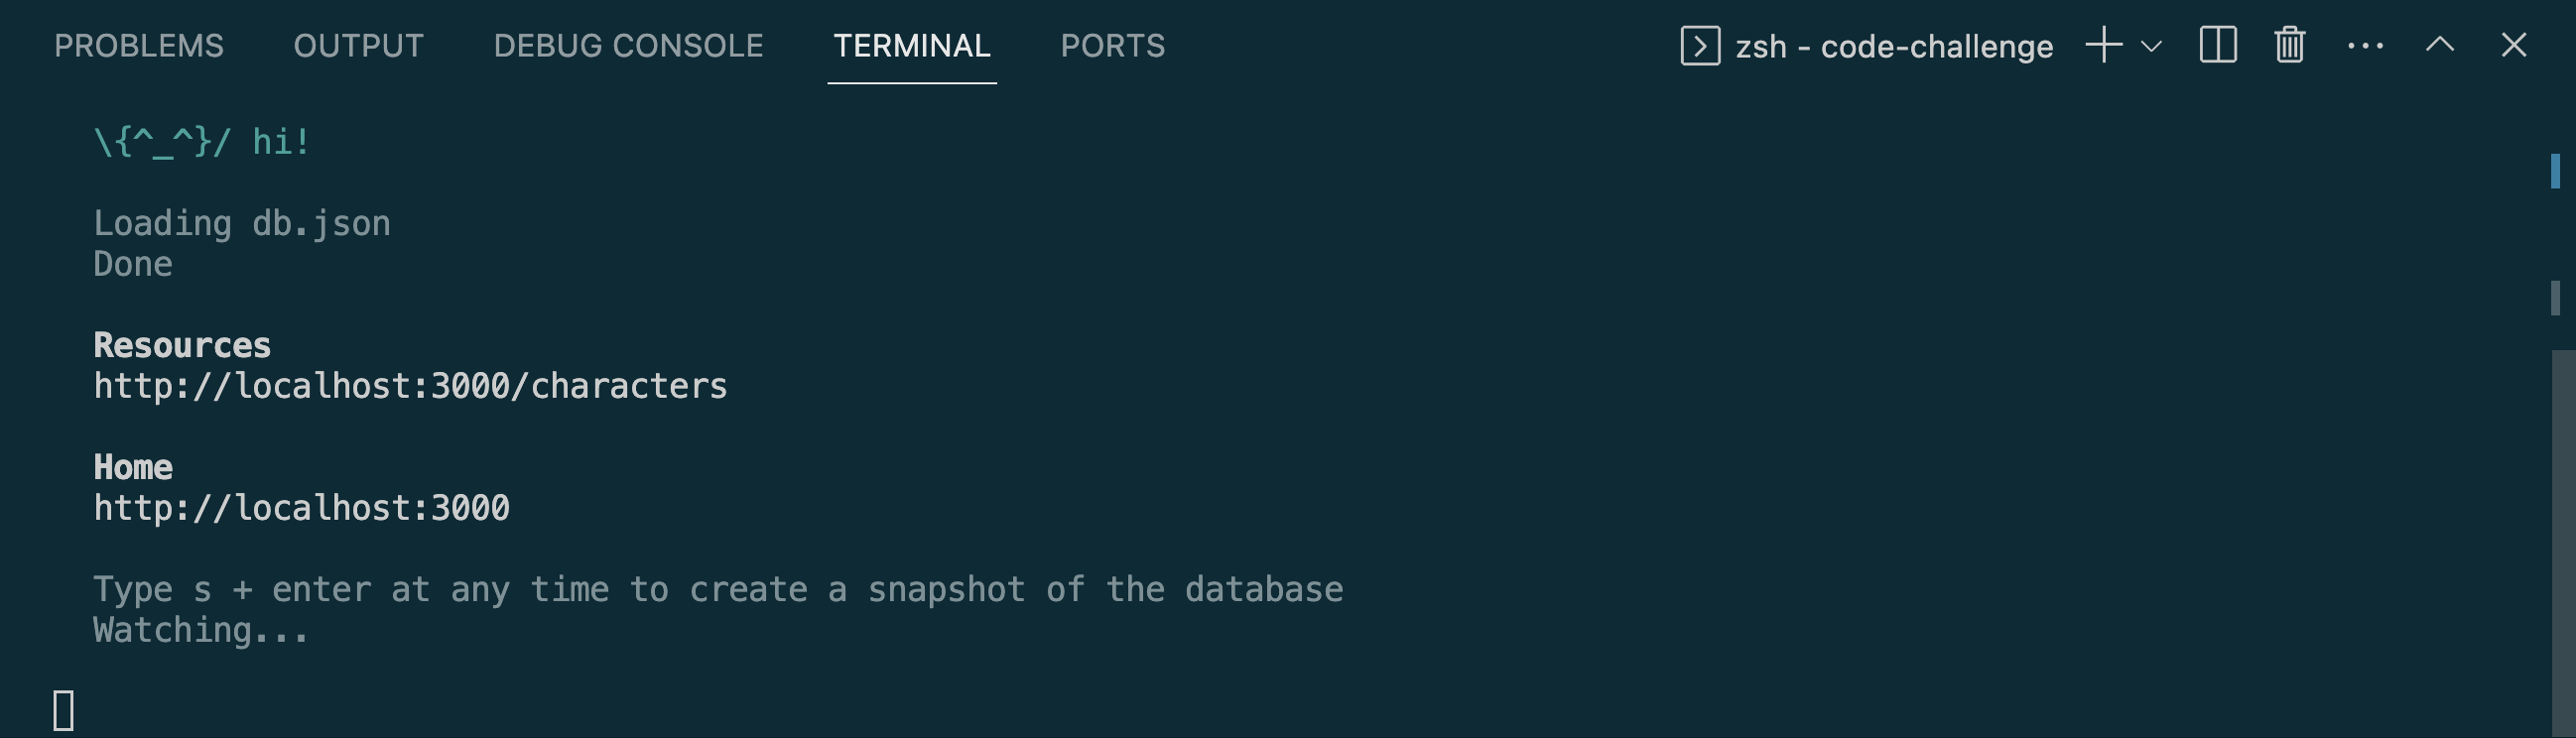 PROBLEMS OUTPUT DEBUG CONSOLE TERMINAL PORTS zsh - code-challenge
\{^_^}/ hi!
Loading db.json
Done
Resources
http://localhost:3000/characters
Home
http://localhost:3000
Type s + enter at any time to create a snapshot of the database
Watching...